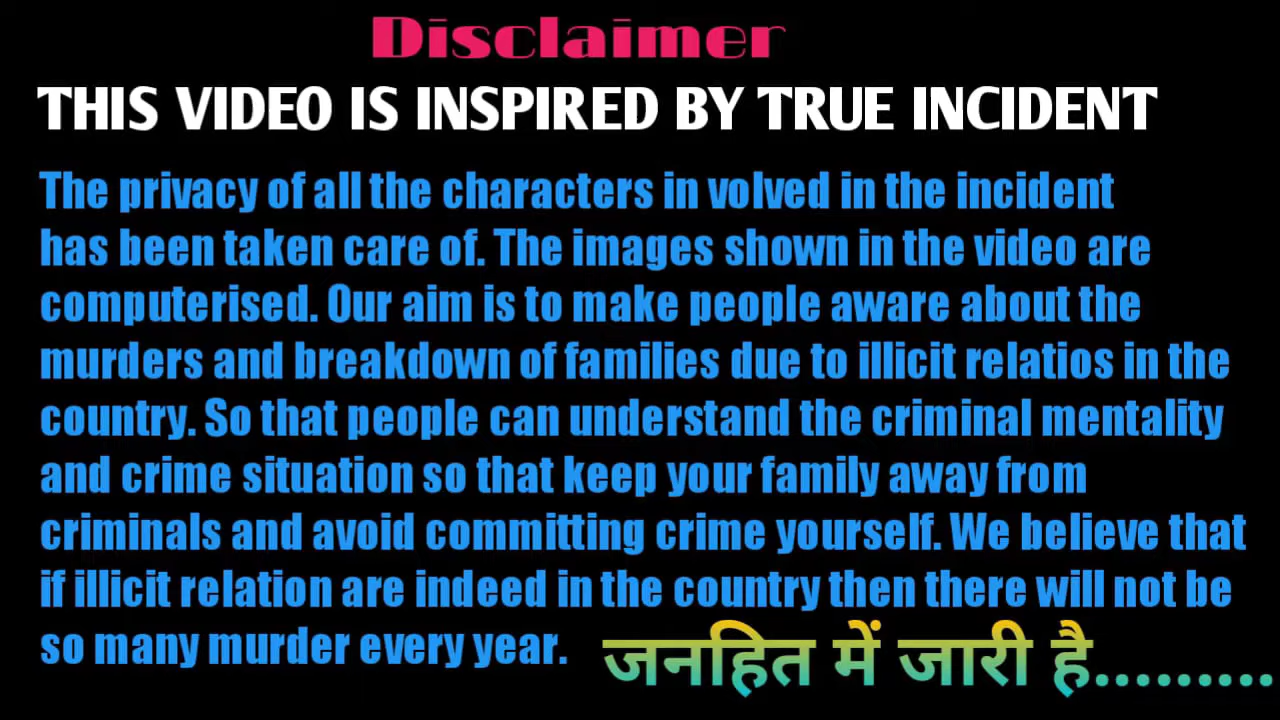 Disclaimer
THIS VIDEO IS INSPIRED BY TRUE INCIDENT
The privacy of all the characters in volved in the incident
has been taken care of. The images shown in the video are
computerised. Our aim is to make people aware about the
murders and breakdown of families due to illicit relatios in the
country. So that people can understand the criminal mentality
and crime situation so that keep your family away from
criminals and avoid committing crime yourself. We believe that
if illicit relation are indeed in the country then there will not be
so many murder every year.
जनहित में जारी है.........